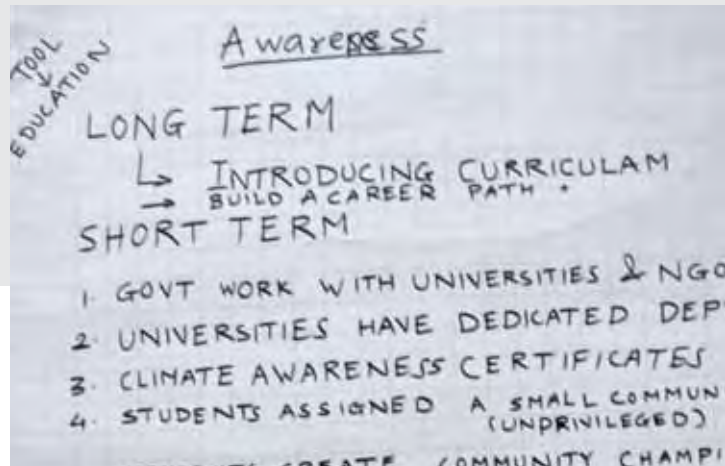 TOOL
↓
EDUCATION
Awareness
LONG TERM
↳ INTRODUCING CURRICULAM
→ BUILD A CAREER PATH .
SHORT TERM
1. GOVT WORK WITH UNIVERSITIES & NGO
2. UNIVERSITIES HAVE DEDICATED DEP
3. CLIMATE AWARENESS CERTIFICATES
4. STUDENTS ASSIGNED A SMALL COMMUN
(UNPRIVILEGED)
CREATE COMMUNITY CHAMPI